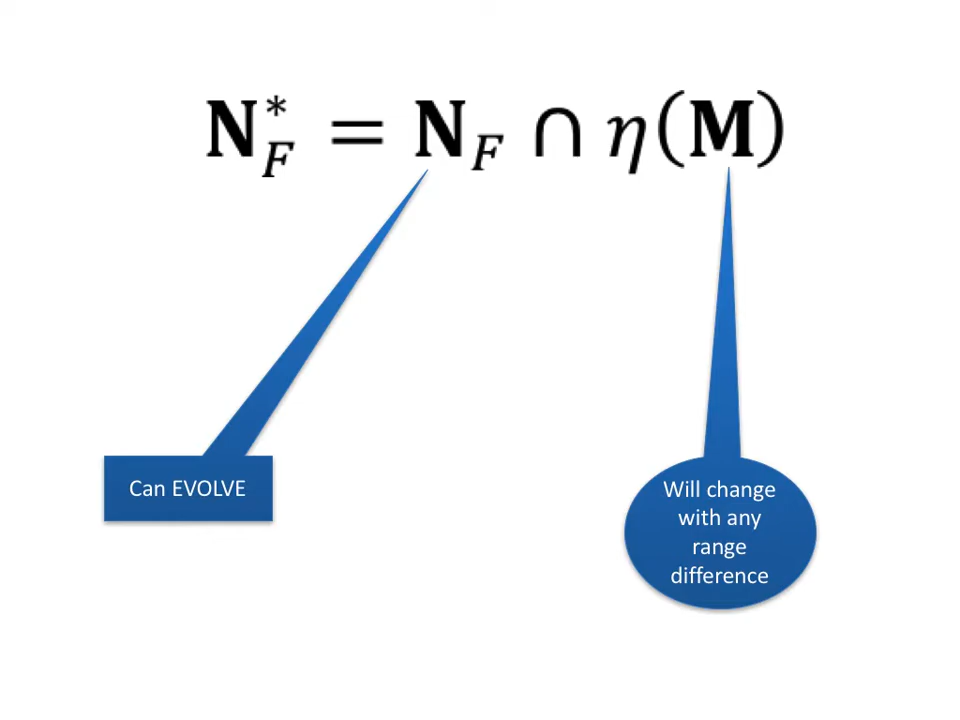 N*F = NF ∩ η(M)
Can EVOLVE
Will change
with any
range
difference